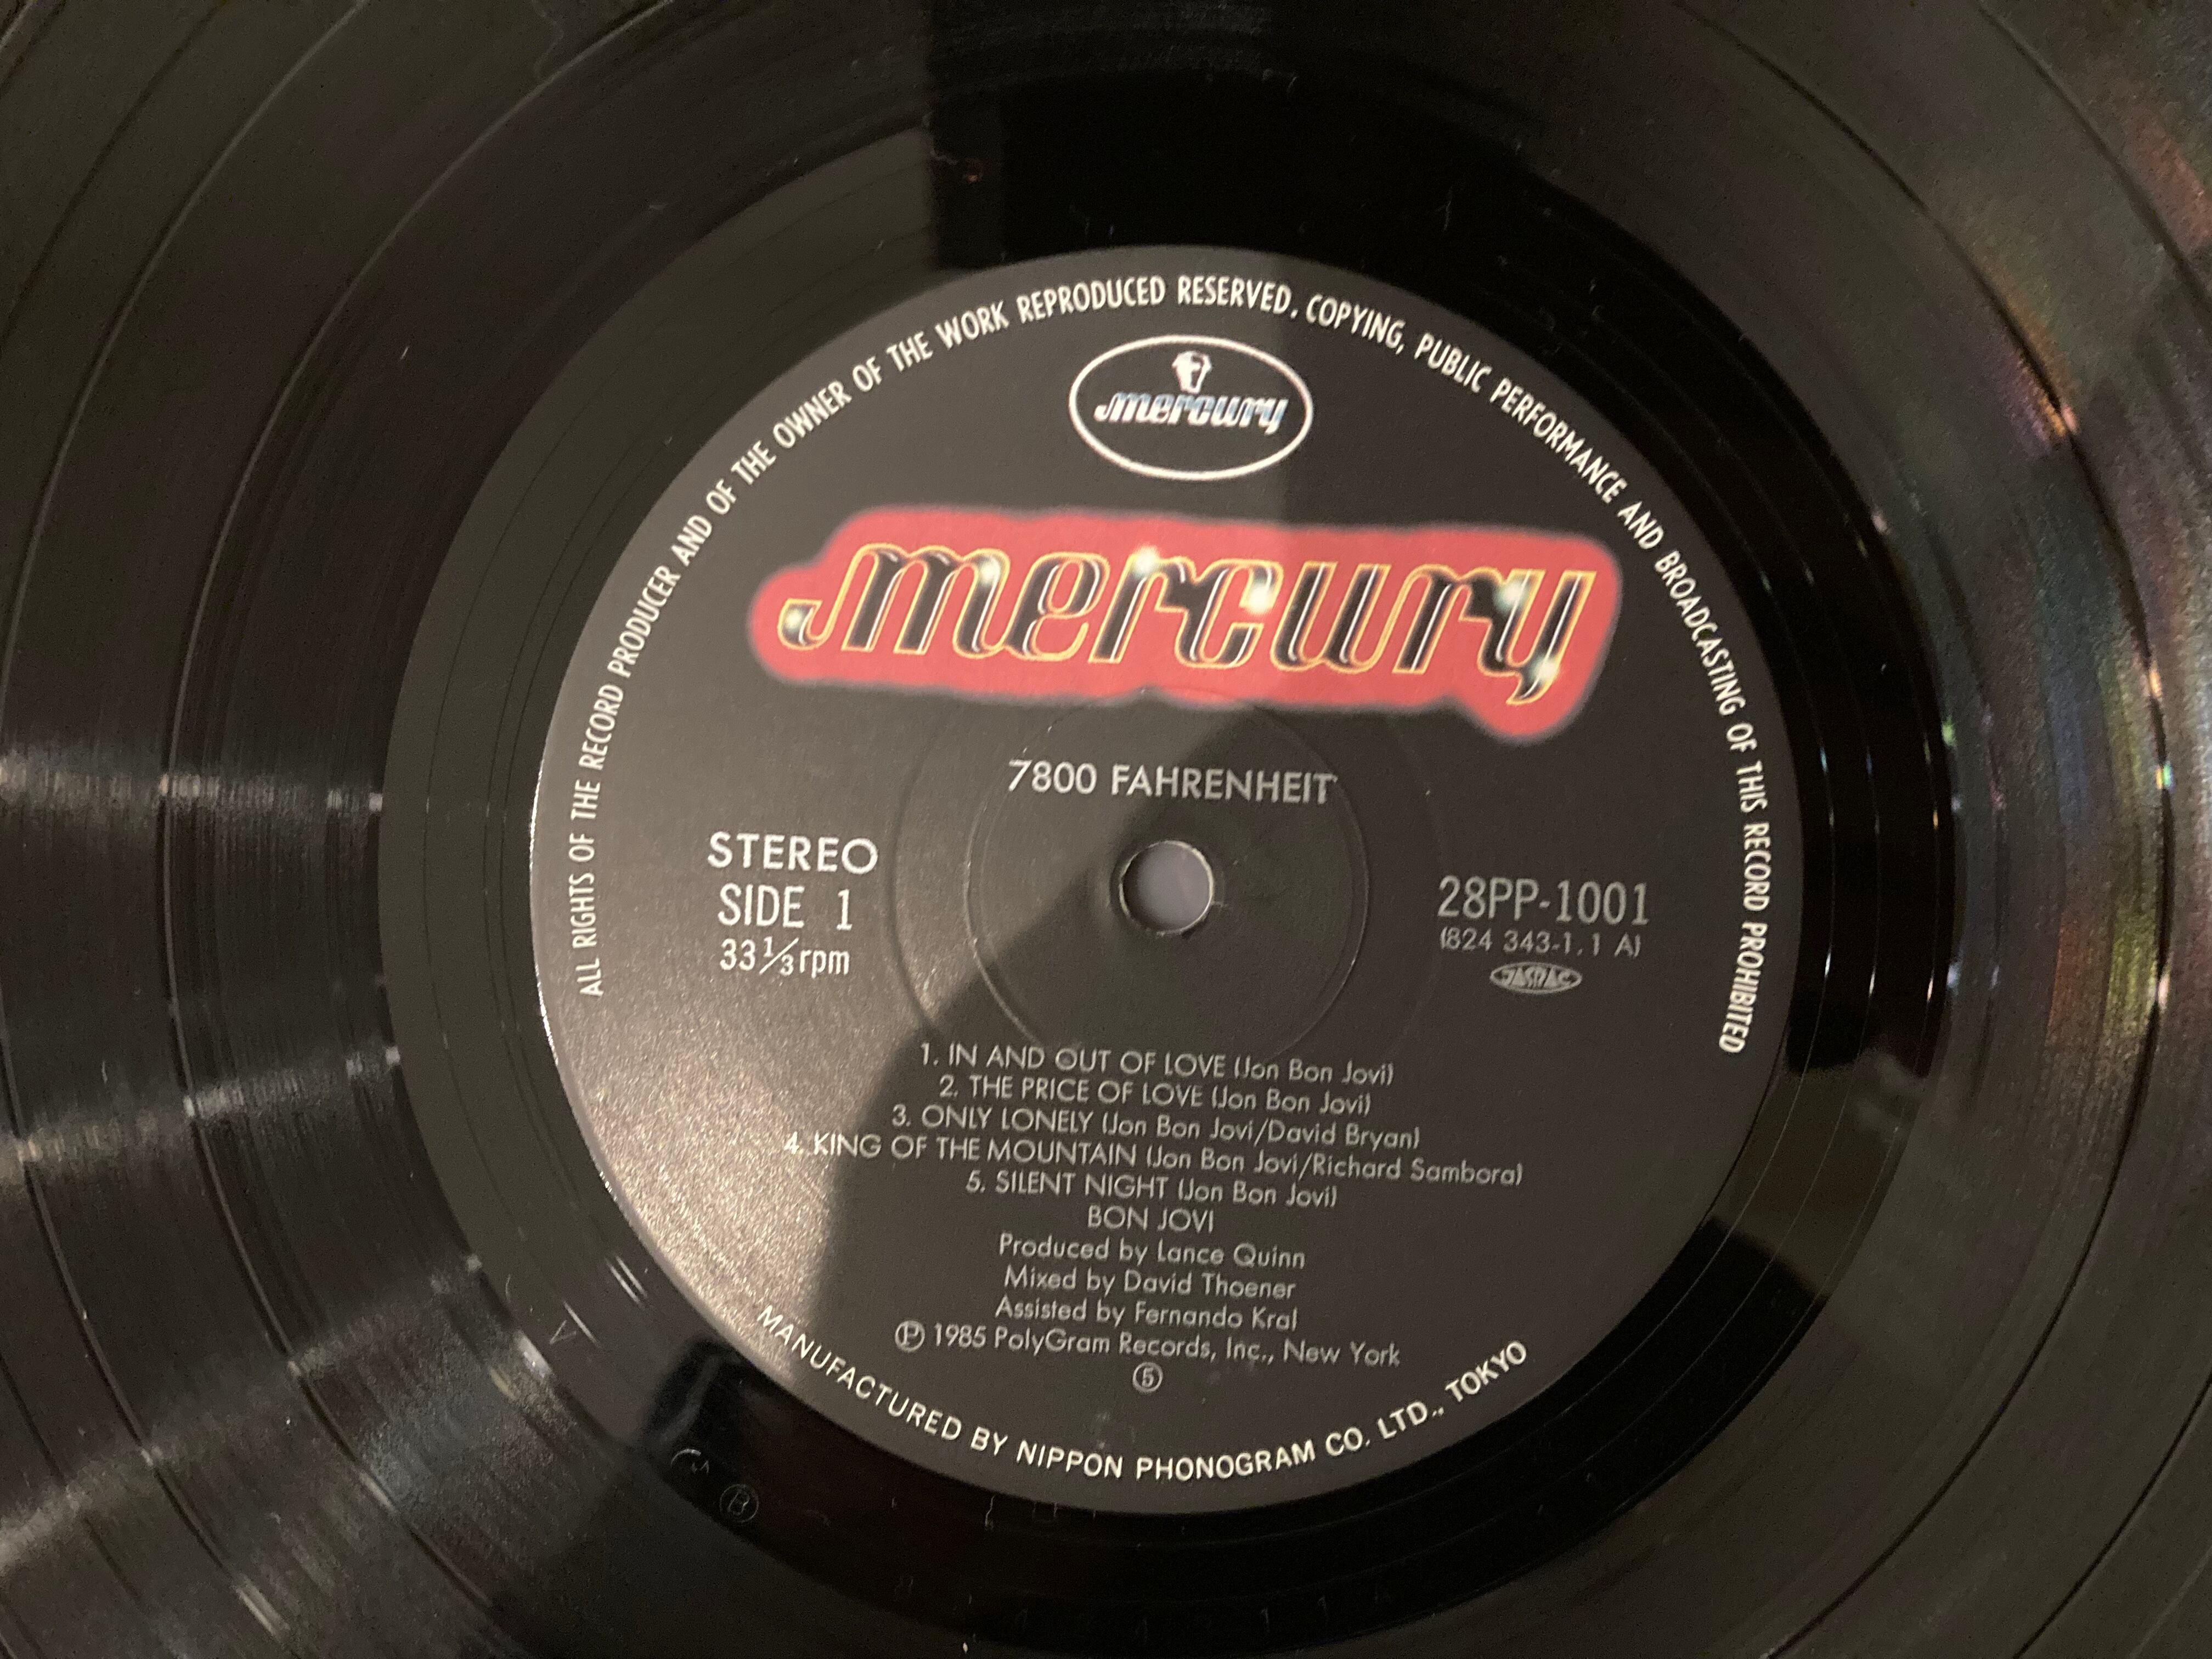 ALL RIGHTS OF THE RECORD PRODUCER AND OF THE OWNER OF THE WORK REPRODUCED RESERVED. COPYING, PUBLIC PERFORMANCE AND BROADCASTING OF THIS RECORD PROHIBITED
mercury
mercury
7800 FAHRENHEIT
STEREO
SIDE 1
33 1/3 rpm
28PP-1001
(824 343-1, 1 A)
JASRAC
1. IN AND OUT OF LOVE (Jon Bon Jovi)
2. THE PRICE OF LOVE (Jon Bon Jovi)
3. ONLY LONELY (Jon Bon Jovi/David Bryan)
4. KING OF THE MOUNTAIN (Jon Bon Jovi/Richard Sambora)
5. SILENT NIGHT (Jon Bon Jovi)
BON JOVI
Produced by Lance Quinn
Mixed by David Thoener
Assisted by Fernando Kral
Ⓟ 1985 PolyGram Records, Inc., New York
⑤
MANUFACTURED BY NIPPON PHONOGRAM CO. LTD., TOKYO
Ⓑ